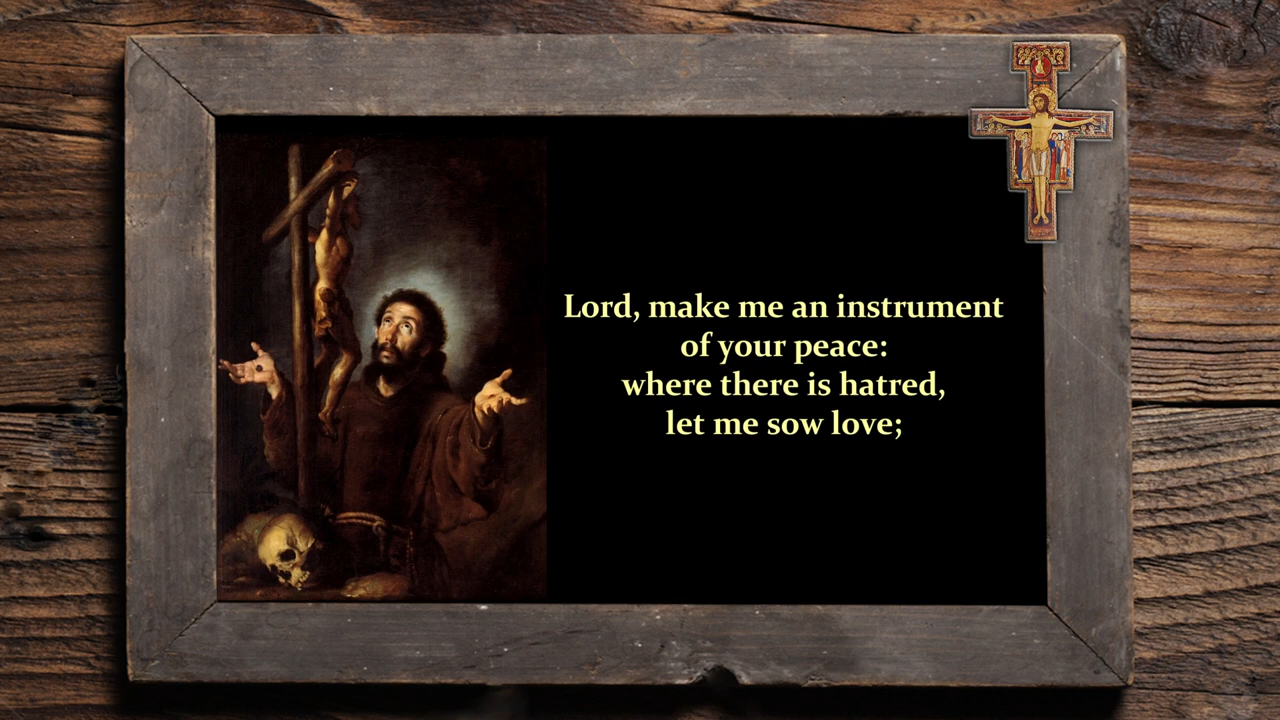 Lord, make me an instrument
of your peace:
where there is hatred,
let me sow love;